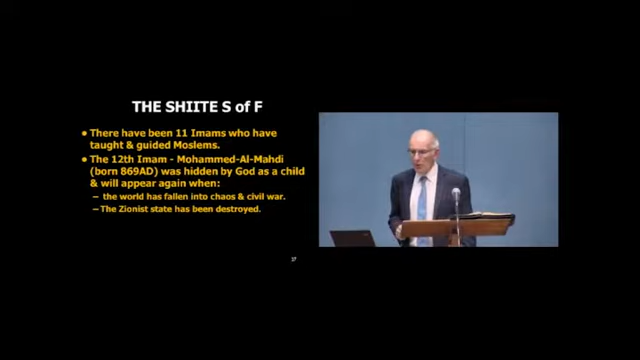 THE SHIITE S of F
• There have been 11 Imams who have
taught & guided Moslems.
• The 12th Imam - Mohammed-Al-Mahdi
(born 869AD) was hidden by God as a child
& will appear again when:
– the world has fallen into chaos & civil war.
– The Zionist state has been destroyed.
17